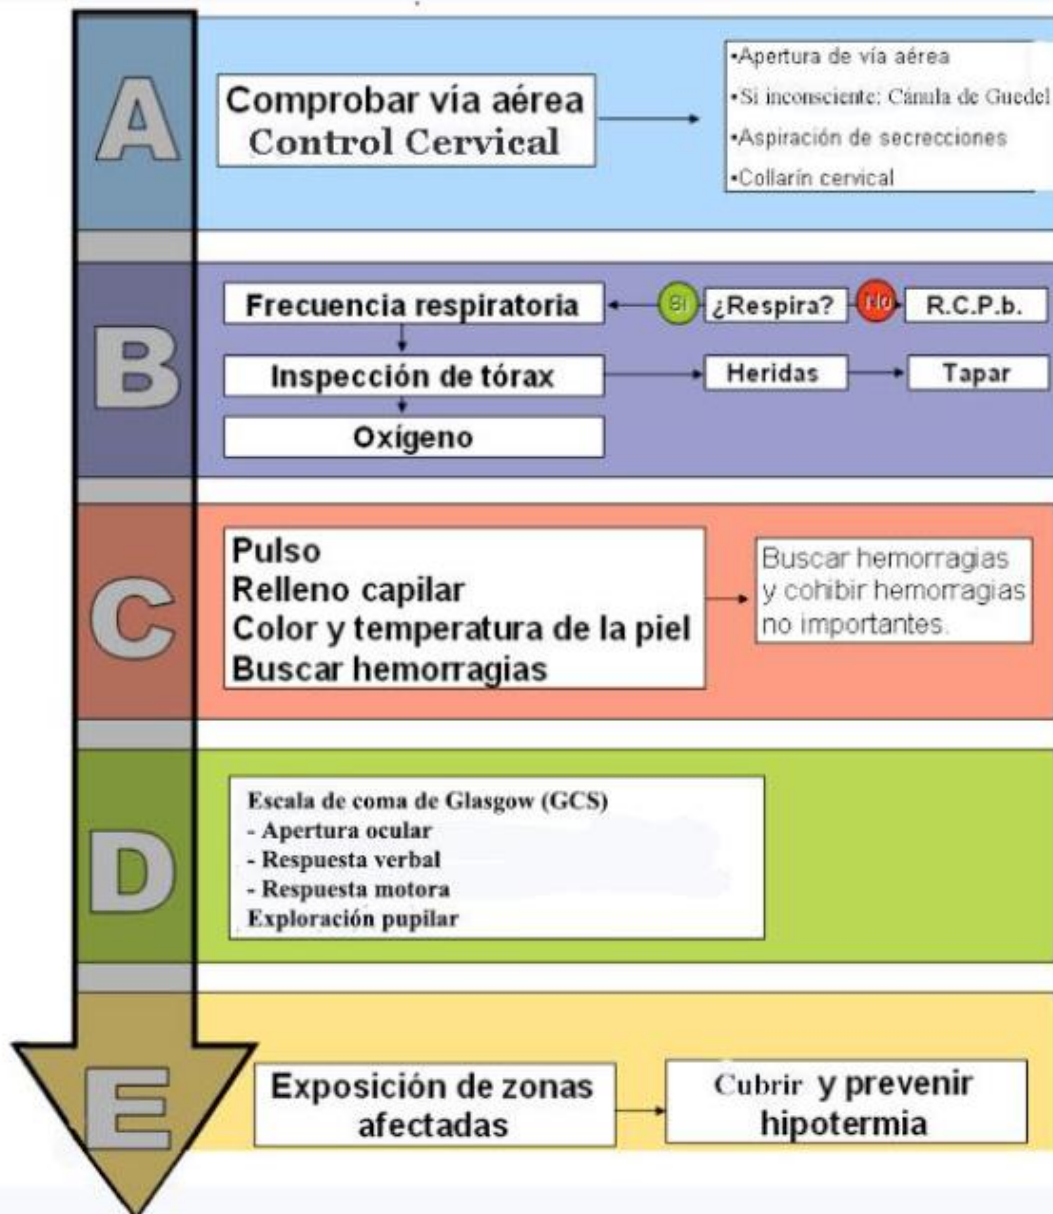 A
Comprobar vía aérea
Control Cervical
•Apertura de vía aérea
•Si inconsciente: Cánula de Guedel
•Aspiración de secrecciones
•Collarín cervical
B
Frecuencia respiratoria
Si
¿Respira?
No
R.C.P.b.
Inspección de tórax
Heridas
Tapar
Oxígeno
C
Pulso
Relleno capilar
Color y temperatura de la piel
Buscar hemorragias
Buscar hemorragias
y cohibir hemorragias
no importantes.
D
Escala de coma de Glasgow (GCS)
- Apertura ocular
- Respuesta verbal
- Respuesta motora
Exploración pupilar
E
Exposición de zonas
afectadas
Cubrir y prevenir
hipotermia